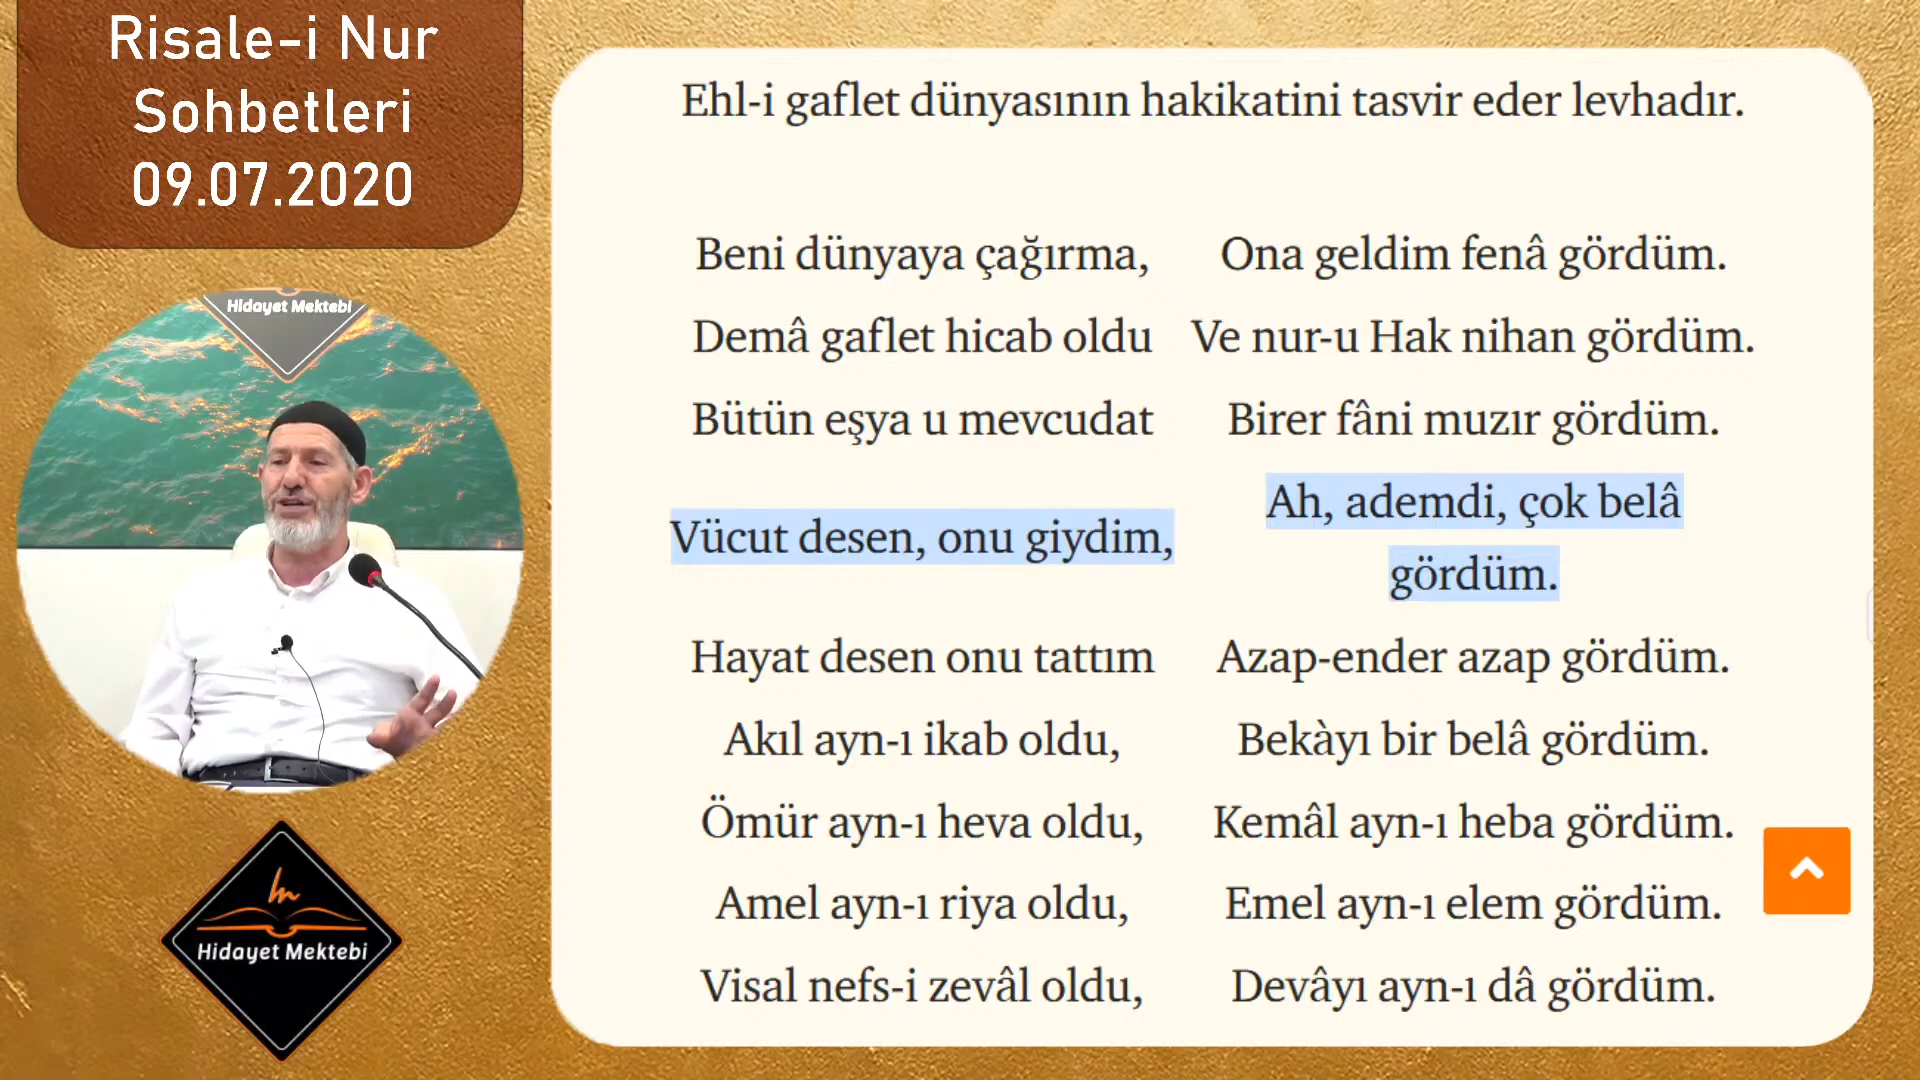 Risale-i Nur
Sohbetleri
09.07.2020
Hidayet Mektebi
Hidayet Mektebi
Ehl-i gaflet dünyasının hakikatini tasvir eder levhadır.
Beni dünyaya çağırma, Ona geldim fenâ gördüm.
Demâ gaflet hicab oldu Ve nur-u Hak nihan gördüm.
Bütün eşya u mevcudat Birer fâni muzır gördüm.
Vücut desen, onu giydim, Ah, ademdi, çok belâ
gördüm.
Hayat desen onu tattım Azap-ender azap gördüm.
Akıl ayn-ı ikab oldu, Bekàyı bir belâ gördüm.
Ömür ayn-ı heva oldu, Kemâl ayn-ı heba gördüm.
Amel ayn-ı riya oldu, Emel ayn-ı elem gördüm.
Visal nefs-i zevâl oldu, Devâyı ayn-ı dâ gördüm.